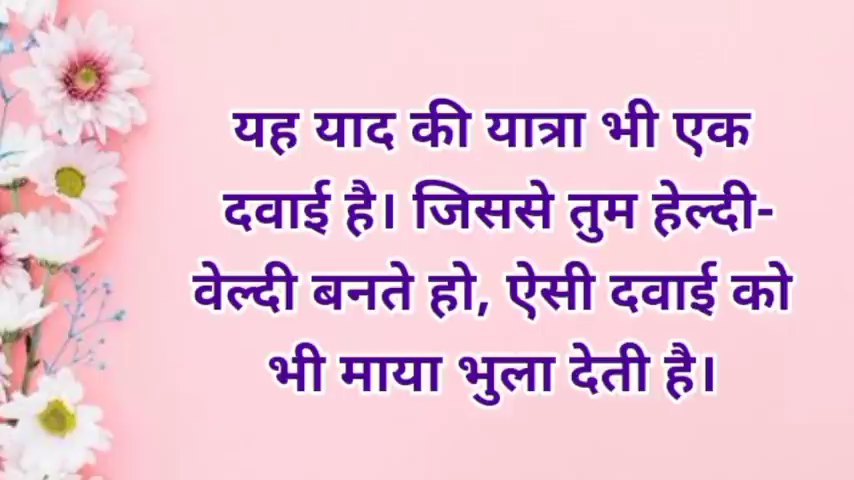 यह याद की यात्रा भी एक
दवाई है। जिससे तुम हेल्दी-
वेल्दी बनते हो, ऐसी दवाई को
भी माया भुला देती है।